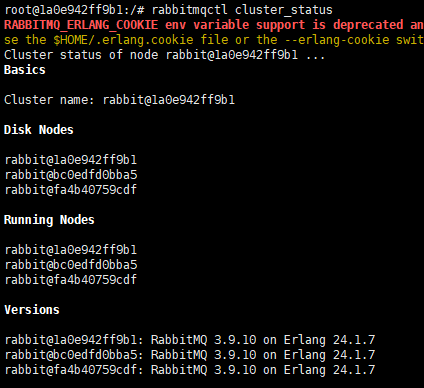 root@1a0e942ff9b1:/# rabbitmqctl cluster_status
RABBITMQ_ERLANG_COOKIE env variable support is deprecated an
se the $HOME/.erlang.cookie file or the --erlang-cookie swit
Cluster status of node rabbit@1a0e942ff9b1 ...
Basics
Cluster name: rabbit@1a0e942ff9b1
Disk Nodes
rabbit@1a0e942ff9b1
rabbit@bc0edfd0bba5
rabbit@fa4b40759cdf
Running Nodes
rabbit@1a0e942ff9b1
rabbit@bc0edfd0bba5
rabbit@fa4b40759cdf
Versions
rabbit@1a0e942ff9b1: RabbitMQ 3.9.10 on Erlang 24.1.7
rabbit@bc0edfd0bba5: RabbitMQ 3.9.10 on Erlang 24.1.7
rabbit@fa4b40759cdf: RabbitMQ 3.9.10 on Erlang 24.1.7